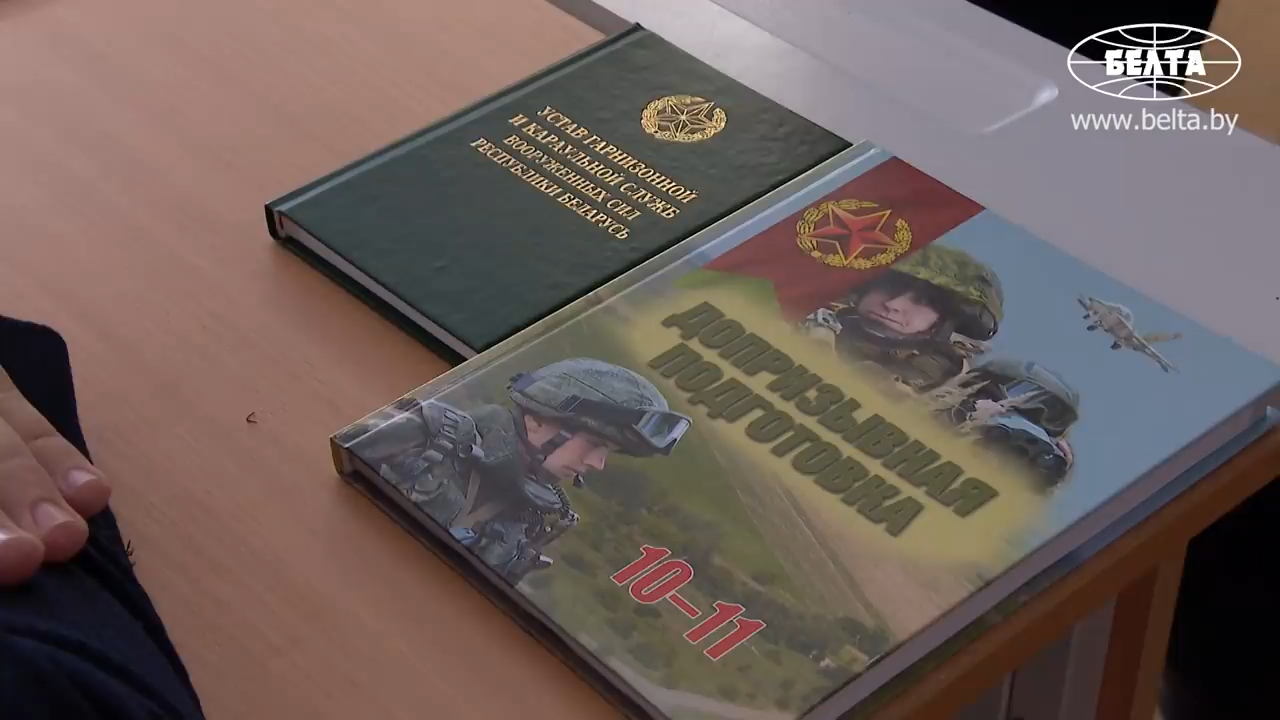 БЕЛТА
www.belta.by
УСТАВ ГАРНИЗОННОЙ
И КАРАУЛЬНОЙ СЛУЖБ
ВООРУЖЕННЫХ СИЛ
РЕСПУБЛИКИ БЕЛАРУСЬ
ДОПРИЗЫВНАЯ
ПОДГОТОВКА
10–11